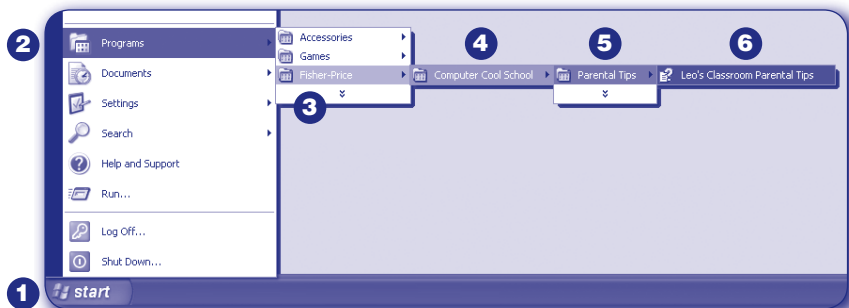 2 Programs Accessories 4 5 6
Games
Documents Fisher-Price Computer Cool School Parental Tips Leo's Classroom Parental Tips
Settings 3
Search
Help and Support
Run...
Log Off...
Shut Down...
1 start